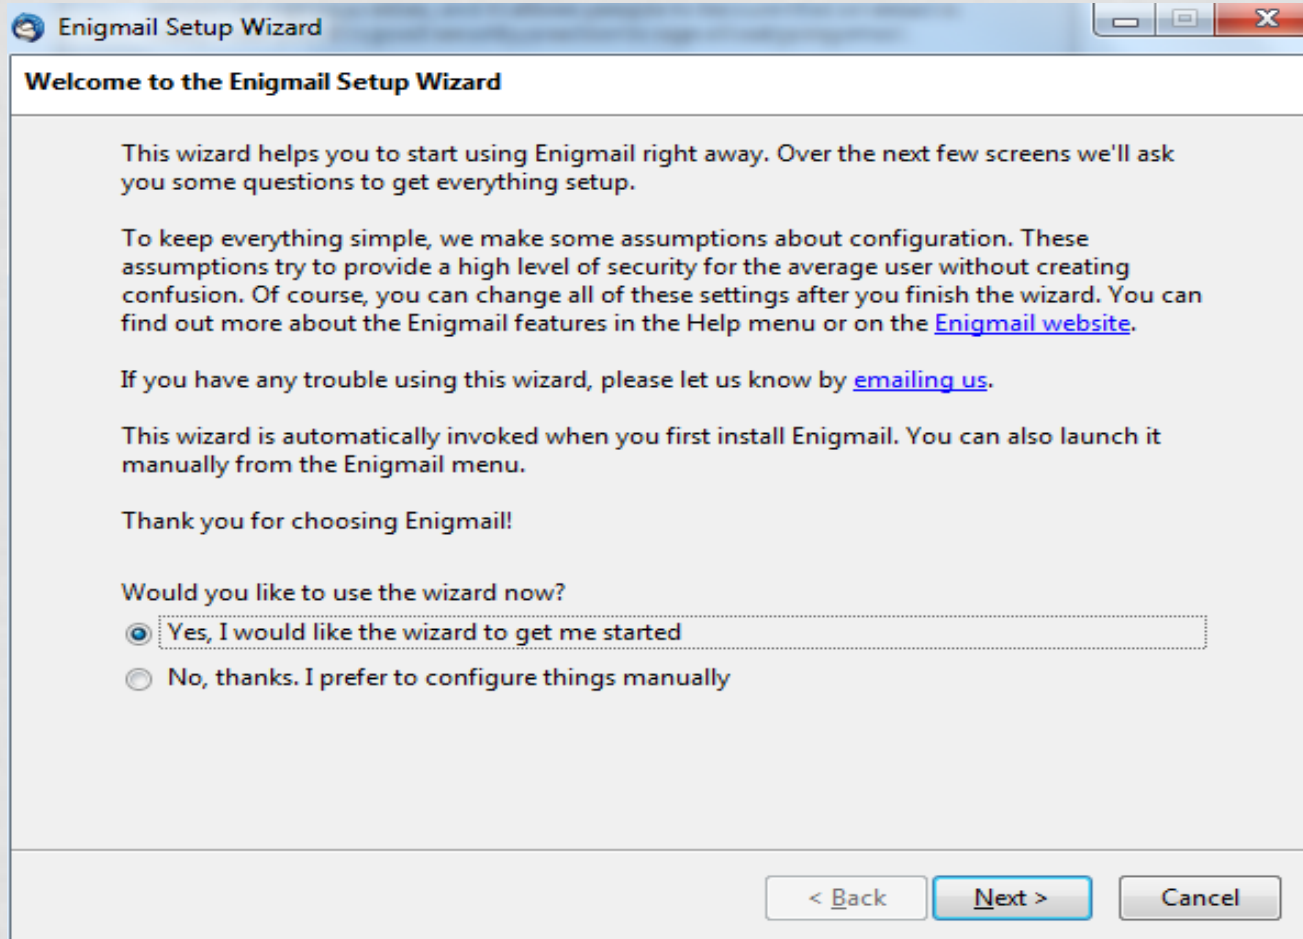 Enigmail Setup Wizard
Welcome to the Enigmail Setup Wizard
This wizard helps you to start using Enigmail right away. Over the next few screens we'll ask
you some questions to get everything setup.
To keep everything simple, we make some assumptions about configuration. These
assumptions try to provide a high level of security for the average user without creating
confusion. Of course, you can change all of these settings after you finish the wizard. You can
find out more about the Enigmail features in the Help menu or on the Enigmail website.
If you have any trouble using this wizard, please let us know by emailing us.
This wizard is automatically invoked when you first install Enigmail. You can also launch it
manually from the Enigmail menu.
Thank you for choosing Enigmail!
Would you like to use the wizard now?
Yes, I would like the wizard to get me started
No, thanks. I prefer to configure things manually
< Back Next > Cancel